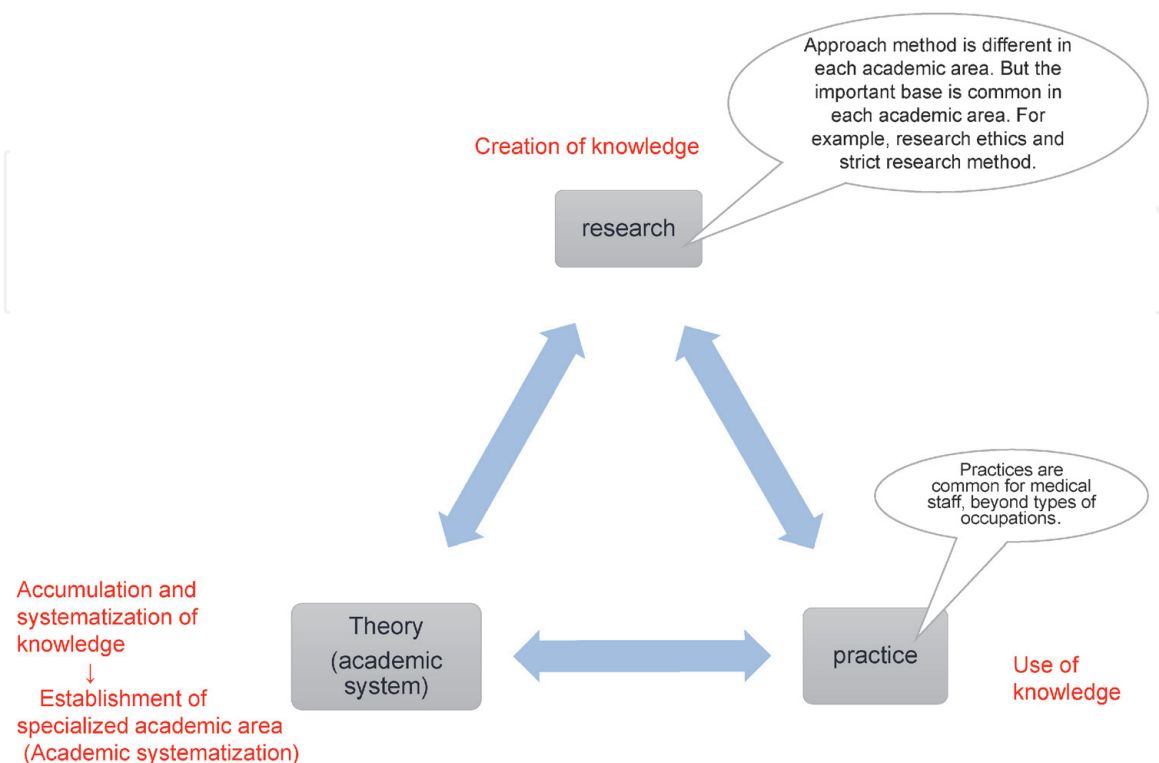 Approach method is different in
each academic area. But the
important base is common in
each academic area. For
example, research ethics and
strict research method.
Creation of knowledge
research
Practices are
common for medical
staff, beyond types of
occupations.
Accumulation and
systematization of
knowledge
↓
Establishment of
specialized academic area
(Academic systematization)
Theory
(academic
system)
practice
Use of
knowledge